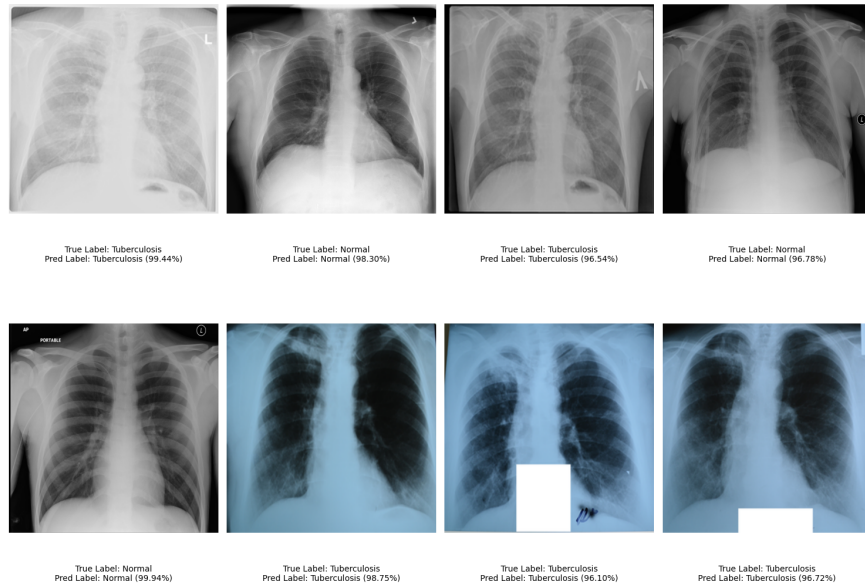 L
True Label: Tuberculosis
Pred Label: Tuberculosis (99.44%)
True Label: Normal
Pred Label: Normal (98.30%)
True Label: Tuberculosis
Pred Label: Tuberculosis (96.54%)
L
True Label: Normal
Pred Label: Normal (96.78%)
AP
PORTABLE
L
True Label: Normal
Pred Label: Normal (99.94%)
True Label: Tuberculosis
Pred Label: Tuberculosis (98.75%)
True Label: Tuberculosis
Pred Label: Tuberculosis (96.10%)
True Label: Tuberculosis
Pred Label: Tuberculosis (96.72%)